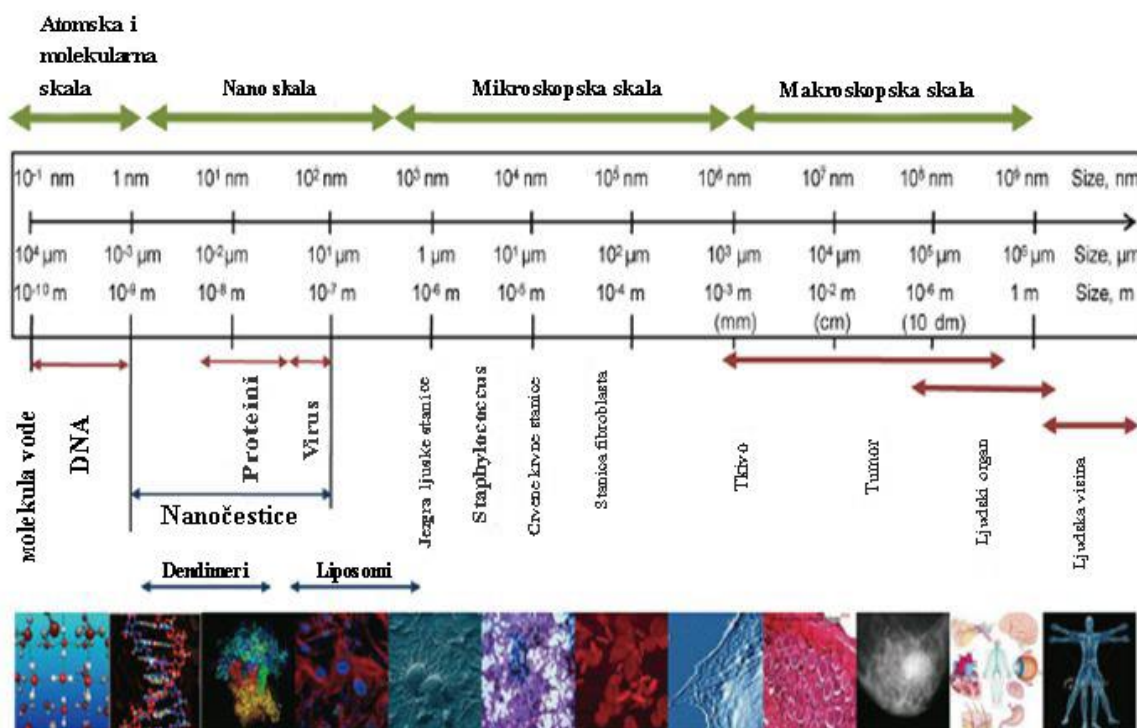 Atomska i
molekularna
skala
Nano skala
Mikroskopska skala
Makroskopska skala
10⁻¹ nm 1 nm 10¹ nm 10² nm 10³ nm 10⁴ nm 10⁵ nm 10⁶ nm 10⁷ nm 10⁸ nm 10⁹ nm Size, nm
10⁴ µm 10⁻³ µm 10⁻² µm 10¹ µm 1 µm 10¹ µm 10² µm 10³ µm 10⁴ µm 10⁵ µm 10⁶ µm Size, µm
10⁻¹⁰ m 10⁻⁹ m 10⁻⁸ m 10⁻⁷ m 10⁻⁶ m 10⁻⁵ m 10⁻⁴ m 10⁻³ m 10⁻² m 10⁻⁶ m 1 m Size, m
(mm) (cm) (10 dm)
Molekula vode
DNA
Proteini
Virus
Jezgra ljuske stanice
Staphylococcus
Crvene krvne stanice
Stanica fibroblasta
Tkivo
Tumor
Ljudski organ
Ljudska visina
Nanočestice
Dendimeri
Liposomi